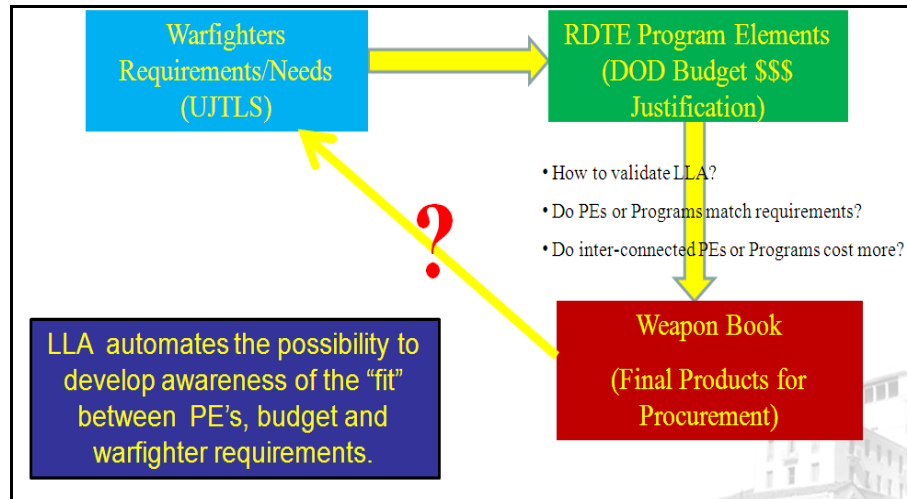 Warfighters
Requirements/Needs
(UJTLS)
RDTE Program Elements
(DOD Budget $$$
Justification)
• How to validate LLA?
• Do PEs or Programs match requirements?
• Do inter-connected PEs or Programs cost more?
?
Weapon Book
(Final Products for
Procurement)
LLA automates the possibility to
develop awareness of the “fit”
between PE’s, budget and
warfighter requirements.